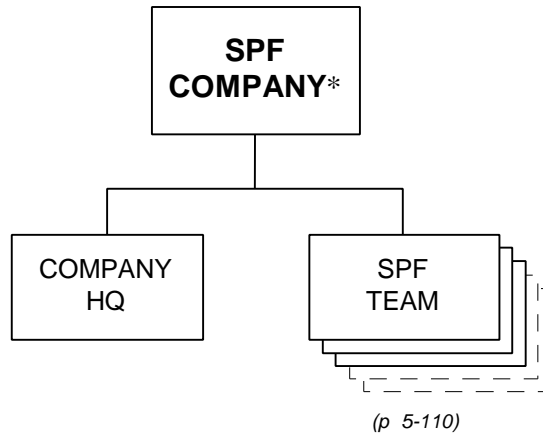 SPF
COMPANY*
COMPANY
HQ
SPF
TEAM
(p 5-110)